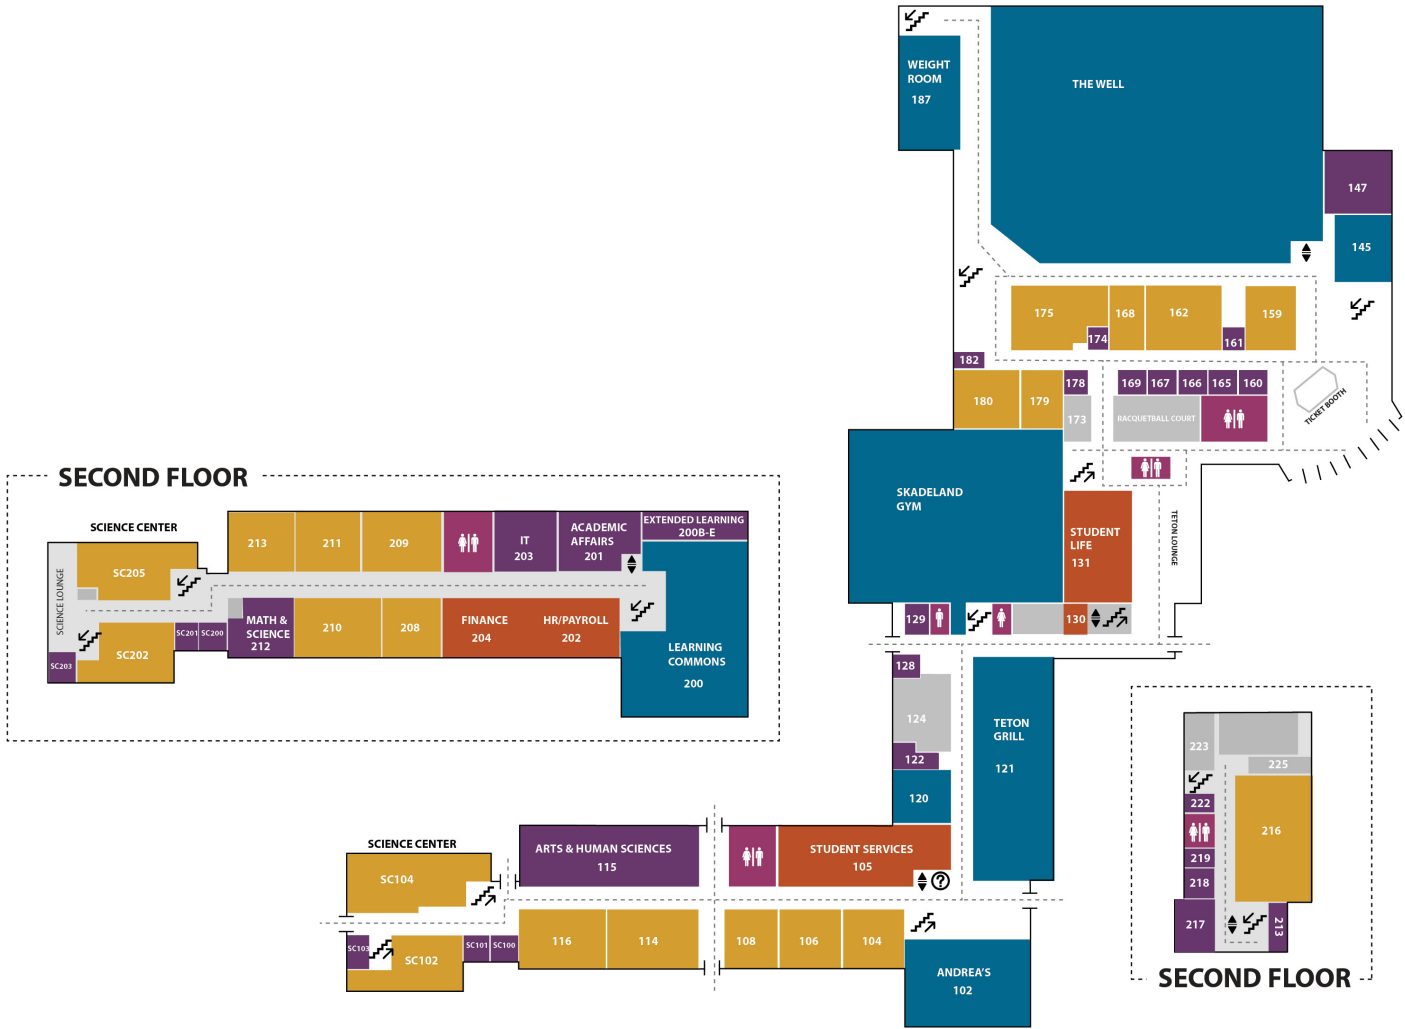 WEIGHT
ROOM
187
THE WELL
147
145
175
174
168
162
161
159
182
180
179
178
173
169
167
166
165
160
RACQUETBALL COURT
TICKET BOOTH
SKADELAND
GYM
STUDENT
LIFE
131
TETON LOUNGE
129
130
128
124
122
120
TETON
GRILL
121
SECOND FLOOR
SCIENCE CENTER
SCIENCE LOUNGE
SC205
SC202
SC203
SC201
SC200
213
211
209
IT
203
ACADEMIC
AFFAIRS
201
EXTENDED LEARNING
200B-E
MATH &
SCIENCE
212
210
208
FINANCE
204
HR/PAYROLL
202
LEARNING
COMMONS
200
SCIENCE CENTER
SC104
SC103
SC102
SC101
SC100
ARTS & HUMAN SCIENCES
115
STUDENT SERVICES
105
?
116
114
108
106
104
ANDREA'S
102
223
225
222
216
219
218
217
213
SECOND FLOOR